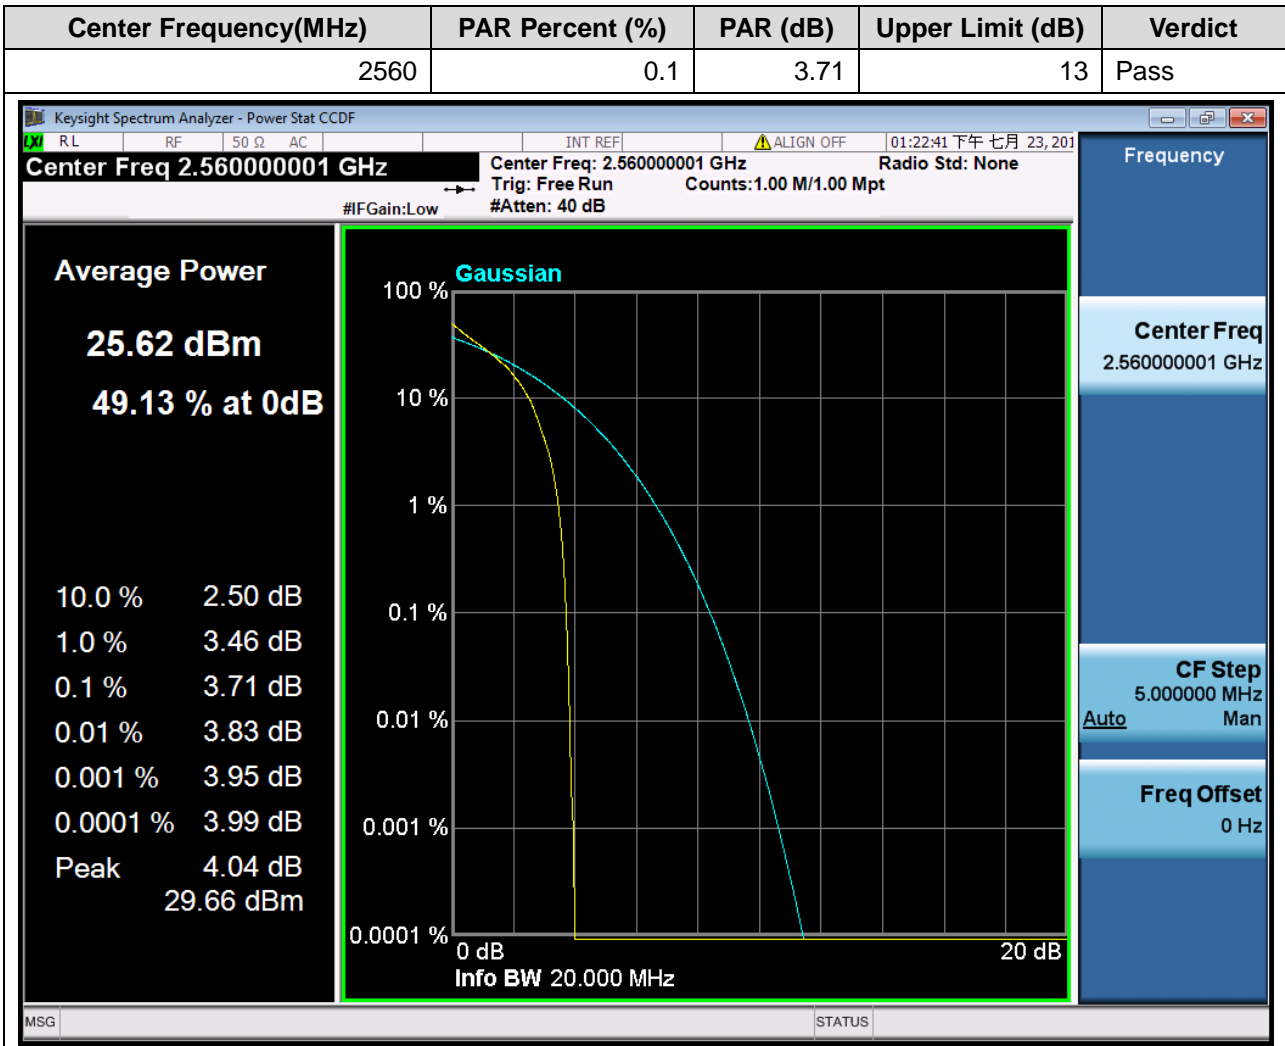 Center Frequency(MHz) PAR Percent (%) PAR (dB) Upper Limit (dB) Verdict
2560 0.1 3.71 13 Pass
Keysight Spectrum Analyzer - Power Stat CCDF
LXI RL RF 50 Ω AC INT REF ALIGN OFF 01:22:41 下午 七月 23, 201
Center Freq 2.560000001 GHz
Center Freq: 2.560000001 GHz Radio Std: None
Trig: Free Run Counts:1.00 M/1.00 Mpt
#IFGain:Low #Atten: 40 dB
Average Power
25.62 dBm
49.13 % at 0dB
10.0 % 2.50 dB
1.0 % 3.46 dB
0.1 % 3.71 dB
0.01 % 3.83 dB
0.001 % 3.95 dB
0.0001 % 3.99 dB
Peak 4.04 dB
29.66 dBm
Gaussian
100 %
10 %
1 %
0.1 %
0.01 %
0.001 %
0.0001 %
0 dB 20 dB
Info BW 20.000 MHz
Frequency
Center Freq
2.560000001 GHz
CF Step
5.000000 MHz
Auto Man
Freq Offset
0 Hz
MSG STATUS